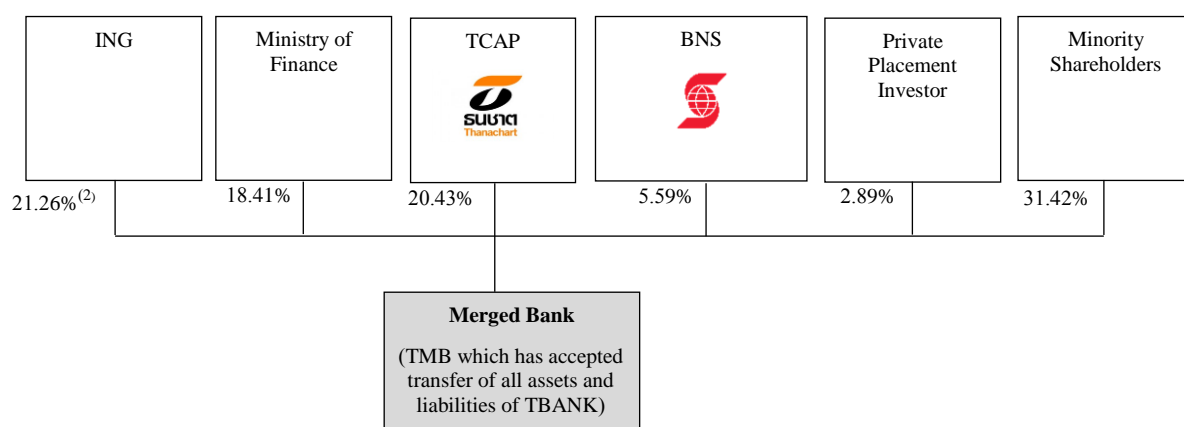 ING
Ministry of
Finance
TCAP
ธนชาต
Thanachart
BNS
Private
Placement
Investor
Minority
Shareholders
21.26%(2)
18.41%
20.43%
5.59%
2.89%
31.42%
Merged Bank
(TMB which has accepted
transfer of all assets and
liabilities of TBANK)